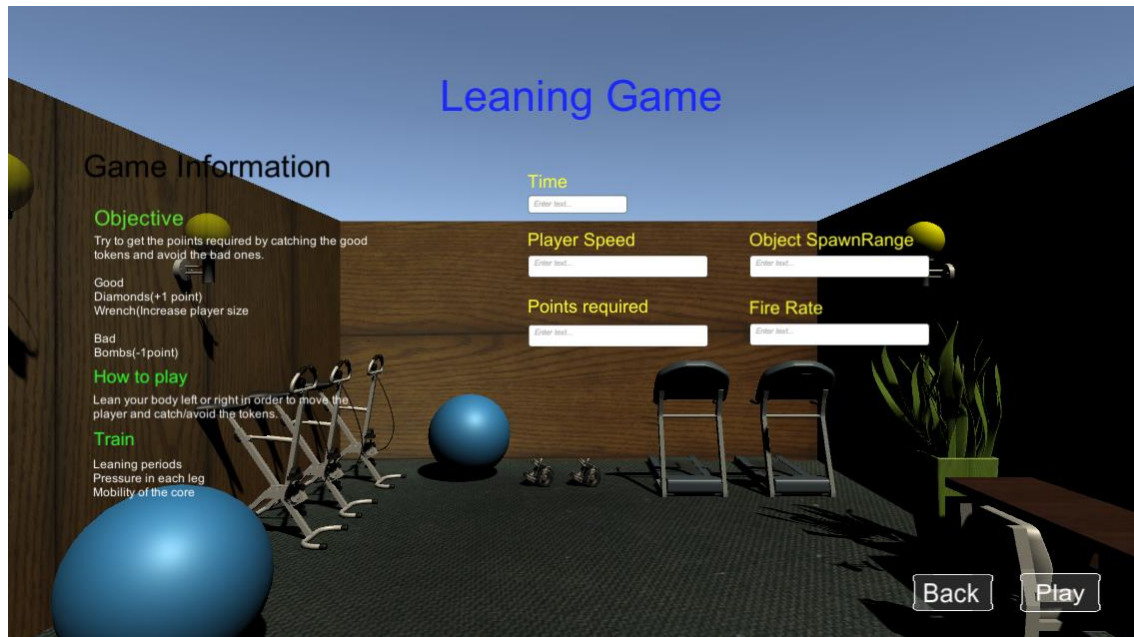 Leaning Game
Game Information
Objective
Try to get the poiints required by catching the good
tokens and avoid the bad ones.
Good
Diamonds(+1 point)
Wrench(Increase player size
Bad
Bombs(-1point)
How to play
Lean your body left or right in order to move the
player and catch/avoid the tokens.
Train
Leaning periods
Pressure in each leg
Mobility of the core
Time
Enter text...
Player Speed
Enter text...
Object SpawnRange
Enter text...
Points required
Enter text...
Fire Rate
Enter text...
Back
Play